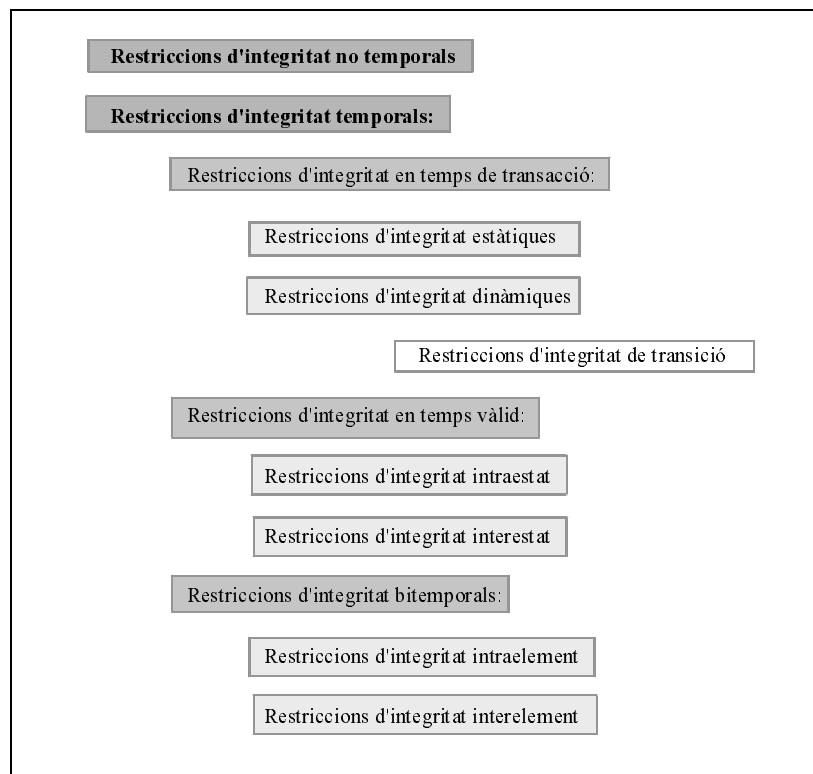 Restriccions d'integritat no temporals
Restriccions d'integritat temporals:
Restriccions d'integritat en temps de transacció:
Restriccions d'integritat estàtiques
Restriccions d'integritat dinàmiques
Restriccions d'integritat de transició
Restriccions d'integritat en temps vàlid:
Restriccions d'integritat intraestat
Restriccions d'integritat interestat
Restriccions d'integritat bitemporals:
Restriccions d'integritat intraelement
Restriccions d'integritat interelement